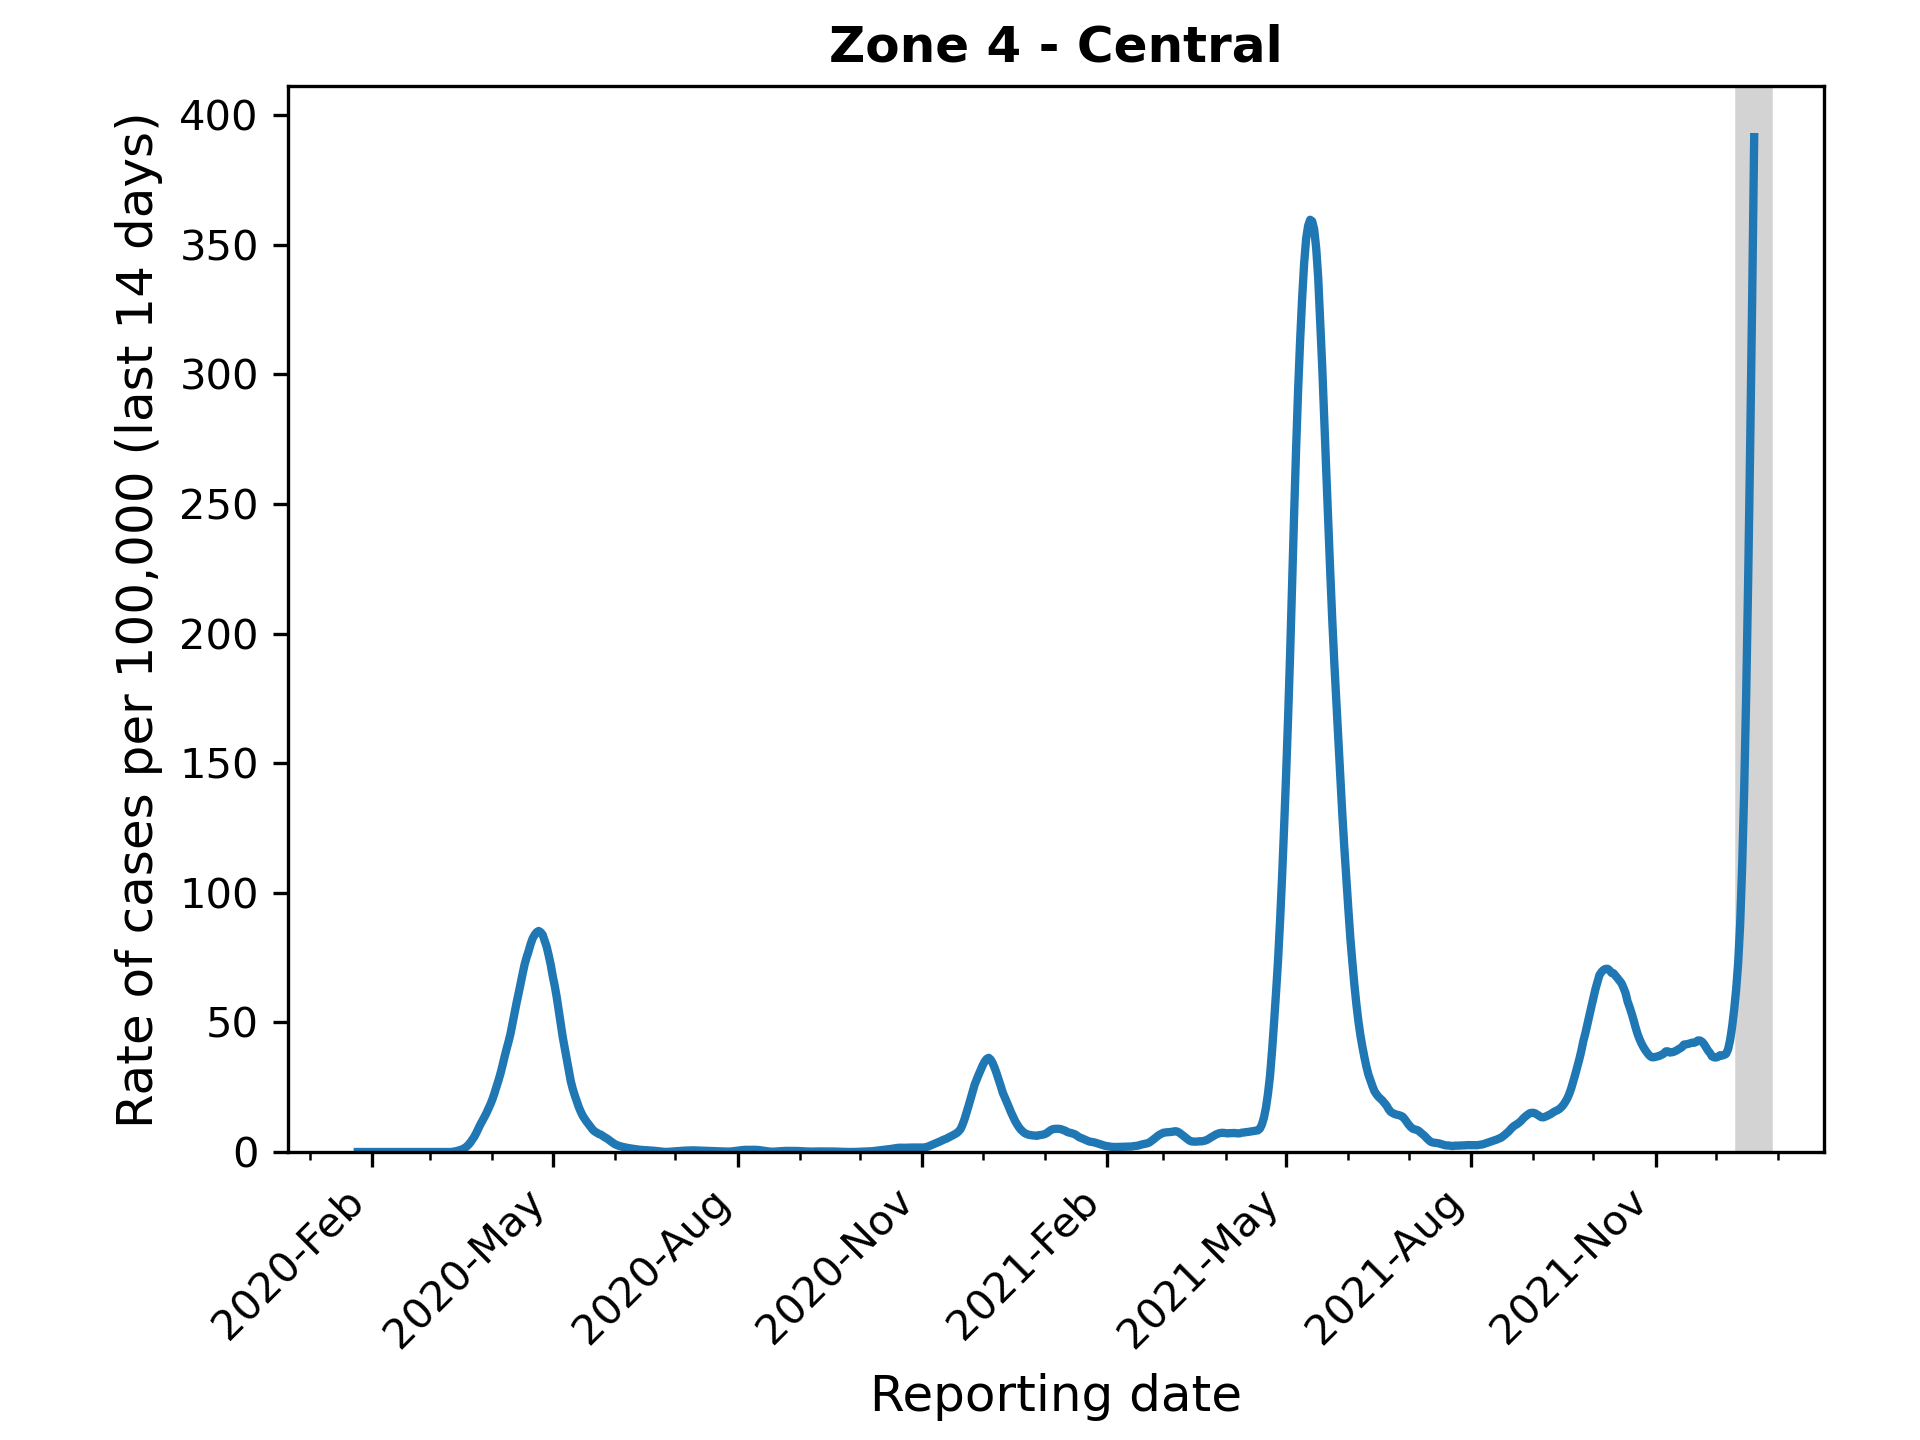 Zone 4 - Central
Rate of cases per 100,000 (last 14 days)
400
350
300
250
200
150
100
50
0
2020-Feb
2020-May
2020-Aug
2020-Nov
2021-Feb
2021-May
2021-Aug
2021-Nov
Reporting date